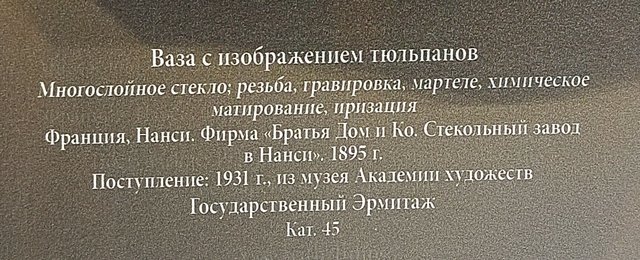 Ваза с изображением тюльпанов
Многослойное стекло; резьба, гравировка, мартеле, химическое
матирование, иризация
Франция, Нанси. Фирма «Братья Дом и Ко. Стекольный завод
в Нанси». 1895 г.
Поступление: 1931 г., из музея Академии художеств
Государственный Эрмитаж
Кат. 45